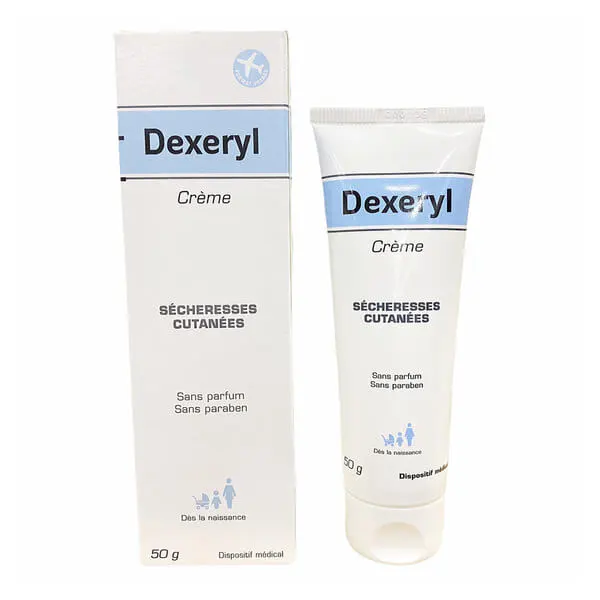 Dexeryl
Crème
SÉCHERESSES
CUTANÉES
Sans parfum
Sans paraben
Dès la naissance
50 g
Dispositif médical
Dexeryl
Crème
SÉCHERESSES
CUTANÉES
Sans parfum
Sans paraben
Dès la naissance
50 g
Dispositif médical